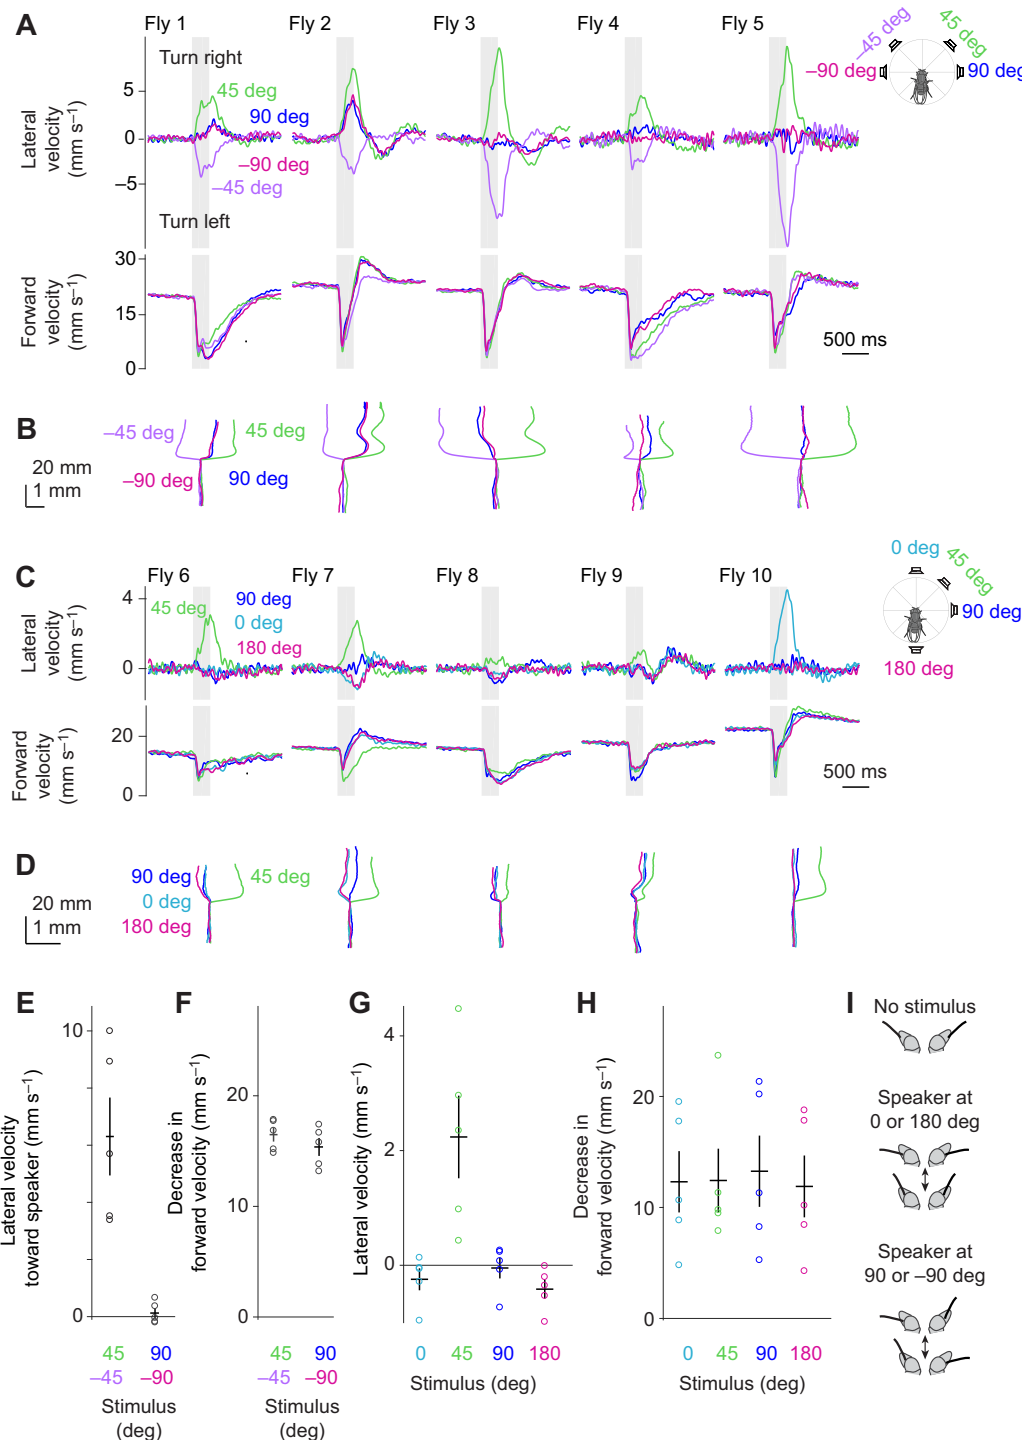 A
Fly 1
Fly 2
Fly 3
Fly 4
Fly 5
Turn right
45 deg
90 deg
–90 deg
–45 deg
Turn left
Lateral
velocity
(mm s–1)
5
0
–5
Forward
velocity
(mm s–1)
30
15
0
500 ms
–45 deg
45 deg
–90 deg
90 deg
B
–45 deg
45 deg
–90 deg
90 deg
20 mm
1 mm
C
Fly 6
Fly 7
Fly 8
Fly 9
Fly 10
45 deg
90 deg
0 deg
180 deg
Lateral
velocity
(mm s–1)
4
0
Forward
velocity
(mm s–1)
20
0
500 ms
0 deg
45 deg
90 deg
180 deg
D
90 deg
45 deg
0 deg
180 deg
20 mm
1 mm
E
Lateral velocity
toward speaker (mm s–1)
10
0
45
90
–45
–90
Stimulus
(deg)
F
Decrease in
forward velocity (mm s–1)
20
10
0
45
90
–45
–90
Stimulus
(deg)
G
Lateral velocity (mm s–1)
4
2
0
0
45
90
180
Stimulus (deg)
H
Decrease in
forward velocity (mm s–1)
20
10
0
0
45
90
180
Stimulus (deg)
I
No stimulus
Speaker at
0 or 180 deg
Speaker at
90 or –90 deg